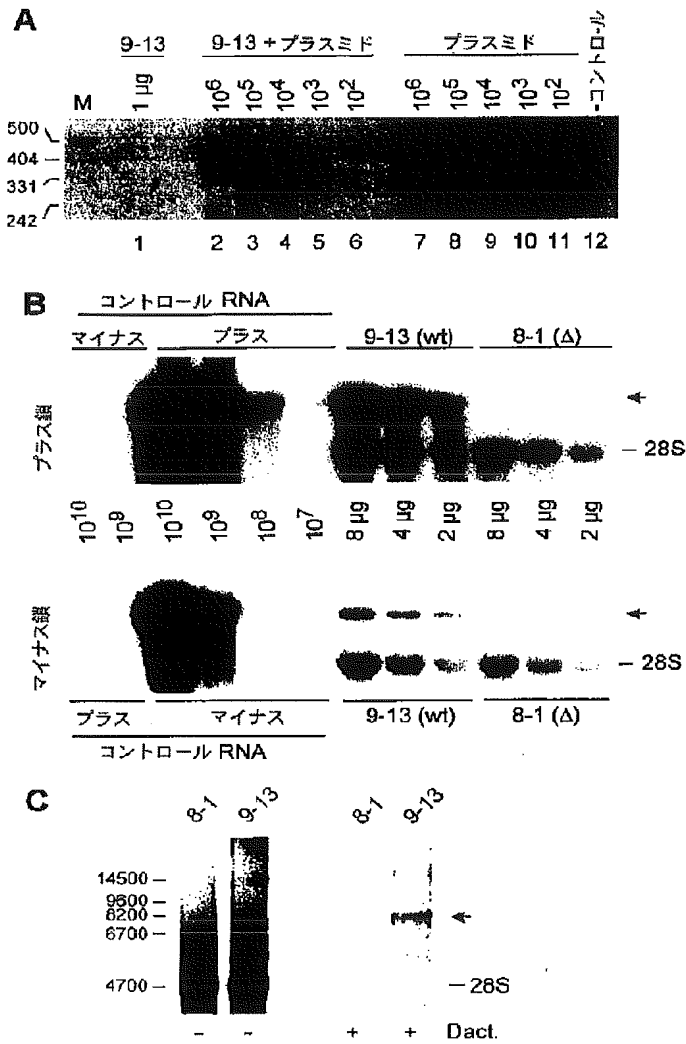 A
9-13 9-13 + プラスミド プラスミド -コントロール
M 1 µg 10⁶ 10⁵ 10⁴ 10³ 10² 10⁶ 10⁵ 10⁴ 10³ 10²
500
404
331
242
1 2 3 4 5 6 7 8 9 10 11 12
B
コントロール RNA
マイナス プラス 9-13 (wt) 8-1 (Δ)
プラス鎖
28S
10¹⁰ 10⁹ 10¹⁰ 10⁹ 10⁸ 10⁷ 8 µg 4 µg 2 µg 8 µg 4 µg 2 µg
マイナス鎖
28S
プラス マイナス 9-13 (wt) 8-1 (Δ)
コントロール RNA
C
8-1 9-13 8-1 9-13
14500
9600
8200
6700
4700 28S
- - + + Dact.